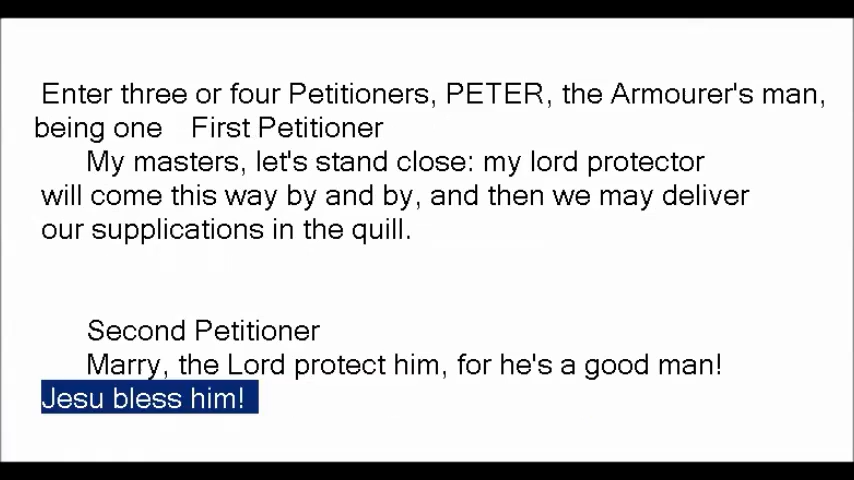 Enter three or four Petitioners, PETER, the Armourer's man,
being one First Petitioner
My masters, let's stand close: my lord protector
will come this way by and by, and then we may deliver
our supplications in the quill.
Second Petitioner
Marry, the Lord protect him, for he's a good man!
Jesu bless him!